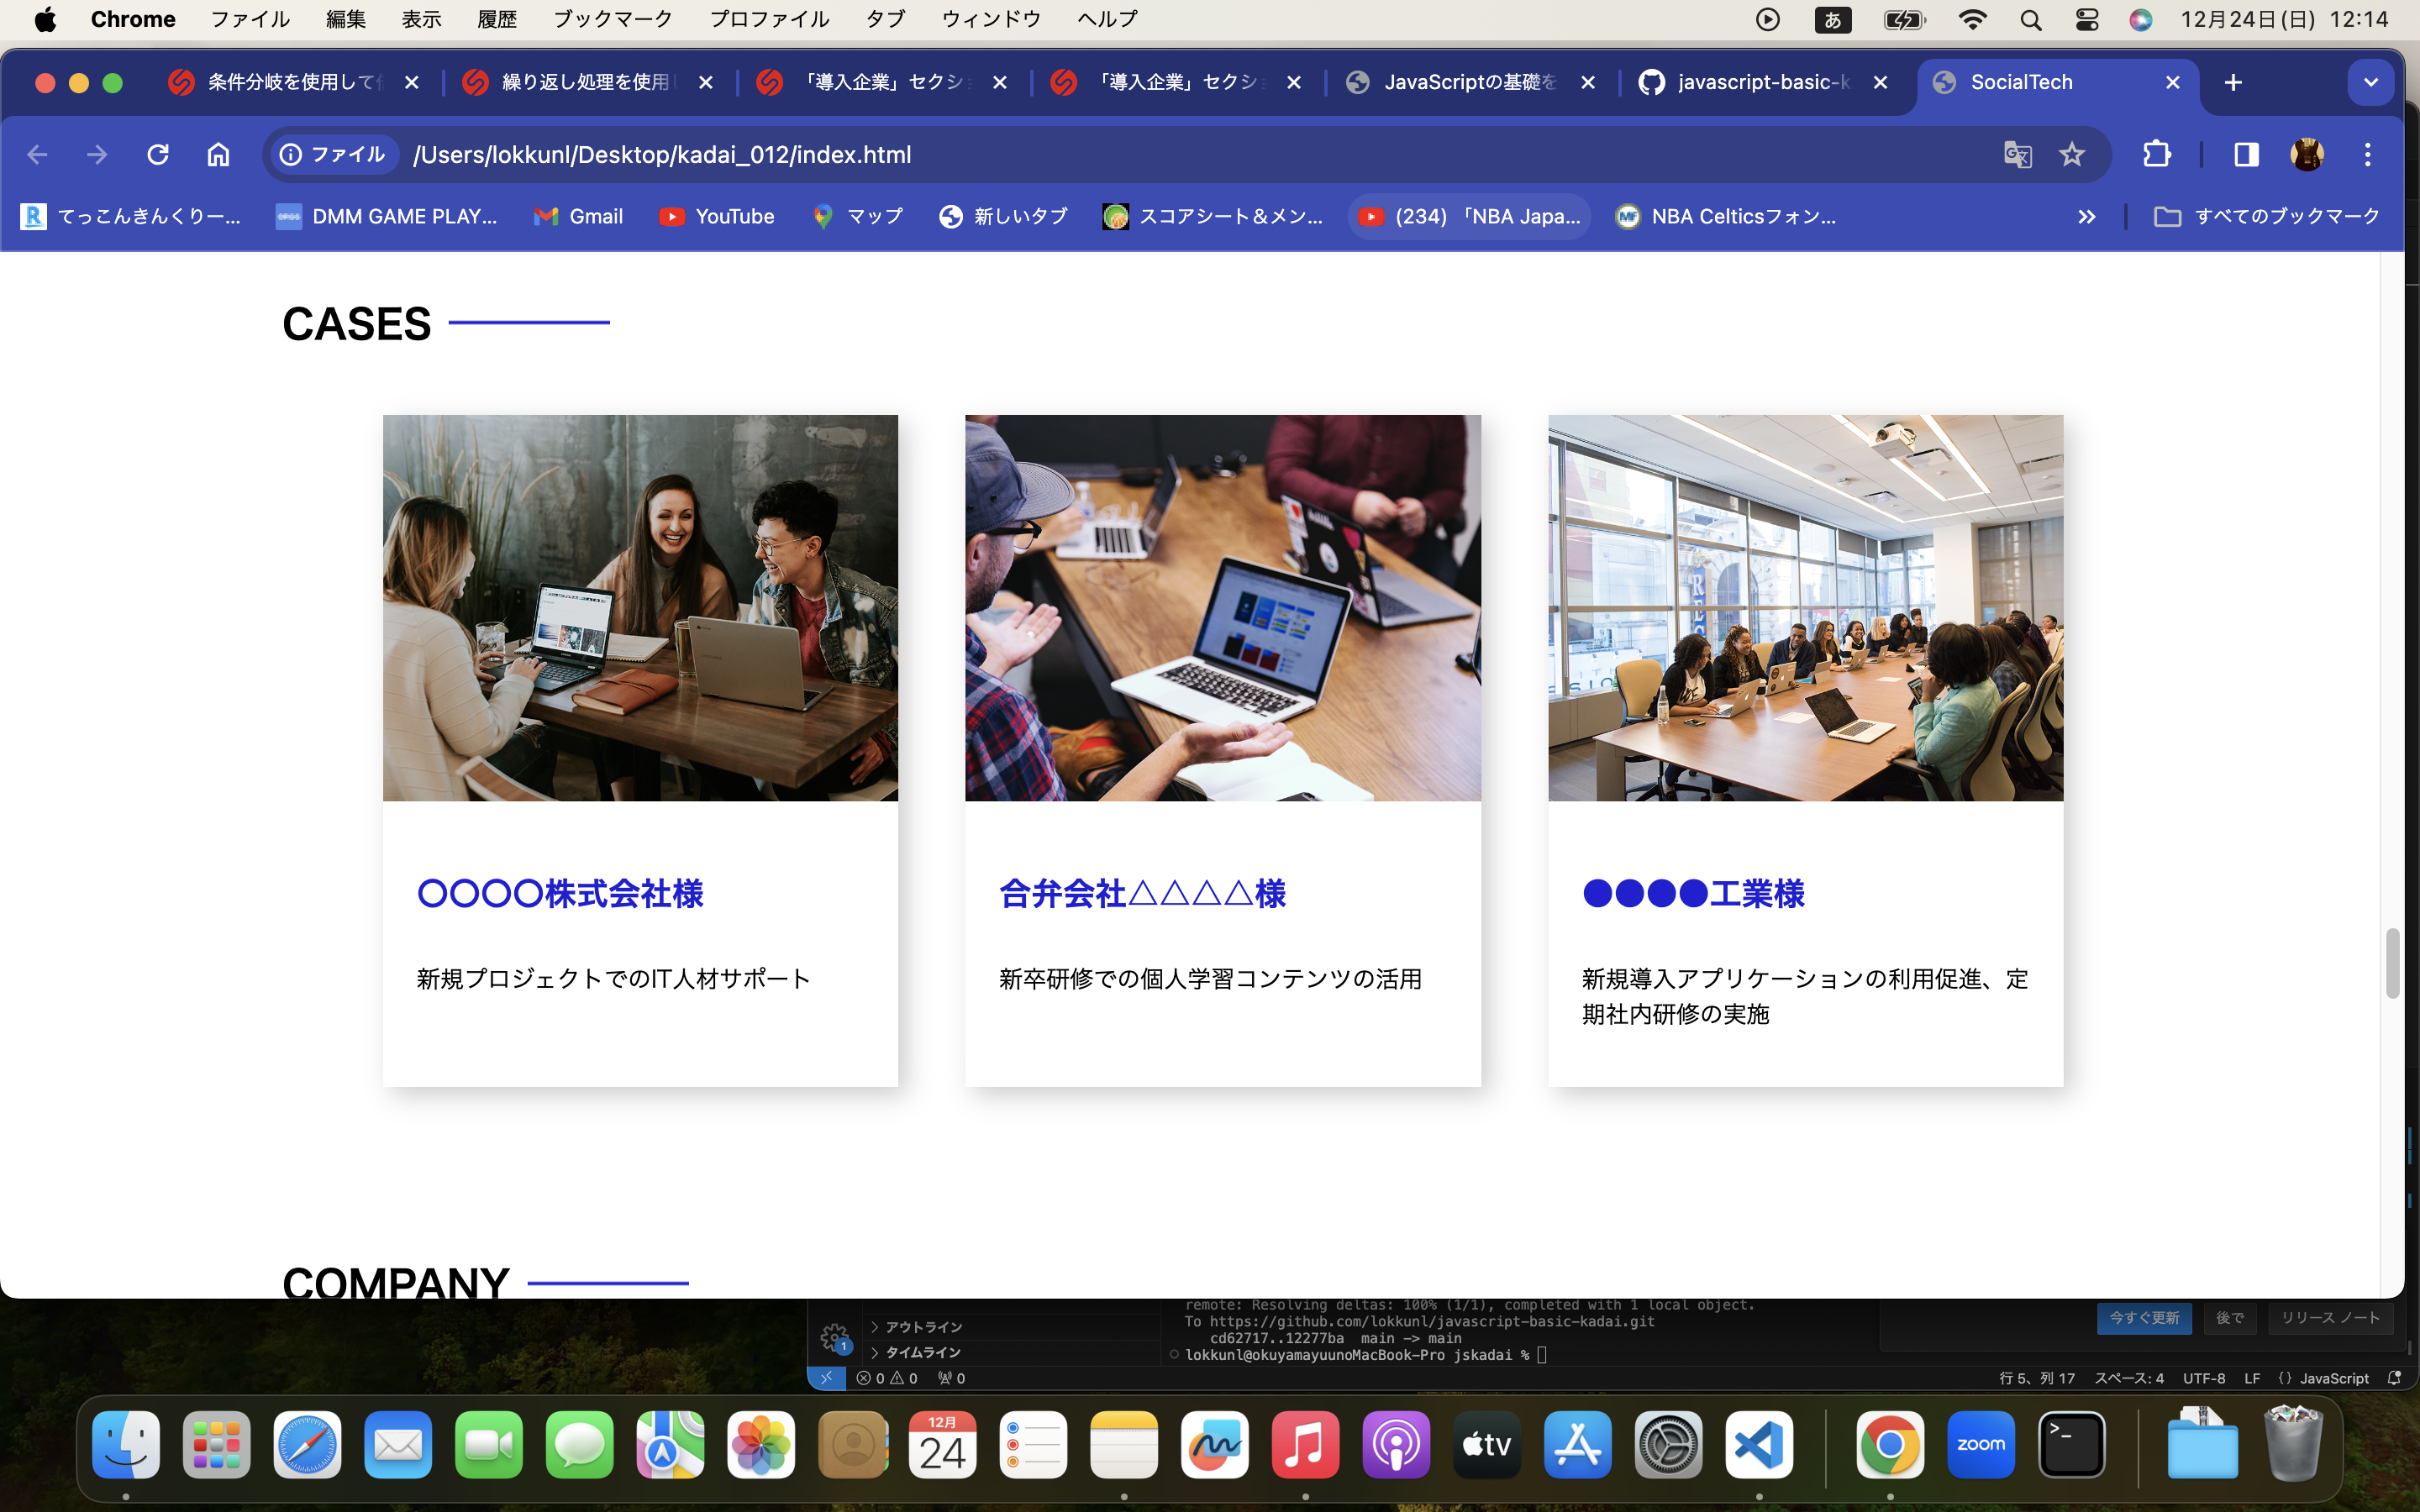 Chrome ファイル 編集 表示 履歴 ブックマーク プロファイル タブ ウィンドウ ヘルプ あ 12月24日(日) 12:14
条件分岐を使用して 繰り返し処理を使用 「導入企業」セクショ 「導入企業」セクショ JavaScriptの基礎を javascript-basic-k SocialTech
ファイル /Users/lokkunl/Desktop/kadai_012/index.html
てっこんきんくりー... DMM GAME PLAY... Gmail YouTube マップ 新しいタブ スコアシート＆メン... (234) 「NBA Japa... NBA Celticsフォン... すべてのブックマーク
CASES
〇〇〇〇株式会社様
新規プロジェクトでのIT人材サポート
合弁会社△△△△様
新卒研修での個人学習コンテンツの活用
●●●●工業様
新規導入アプリケーションの利用促進、定
期社内研修の実施
COMPANY
remote: Resolving deltas: 100% (1/1), completed with 1 local object.
To https://github.com/lokkunl/javascript-basic-kadai.git
cd62717..12277ba main -> main
lokkunl@okuyamayuunoMacBook-Pro jskadai %
アウトライン
タイムライン
1
今すぐ更新 後で リリース ノート
0 0 0 行 5、列 17 スペース: 4 UTF-8 LF {} JavaScript
12月
24
tv
zoom